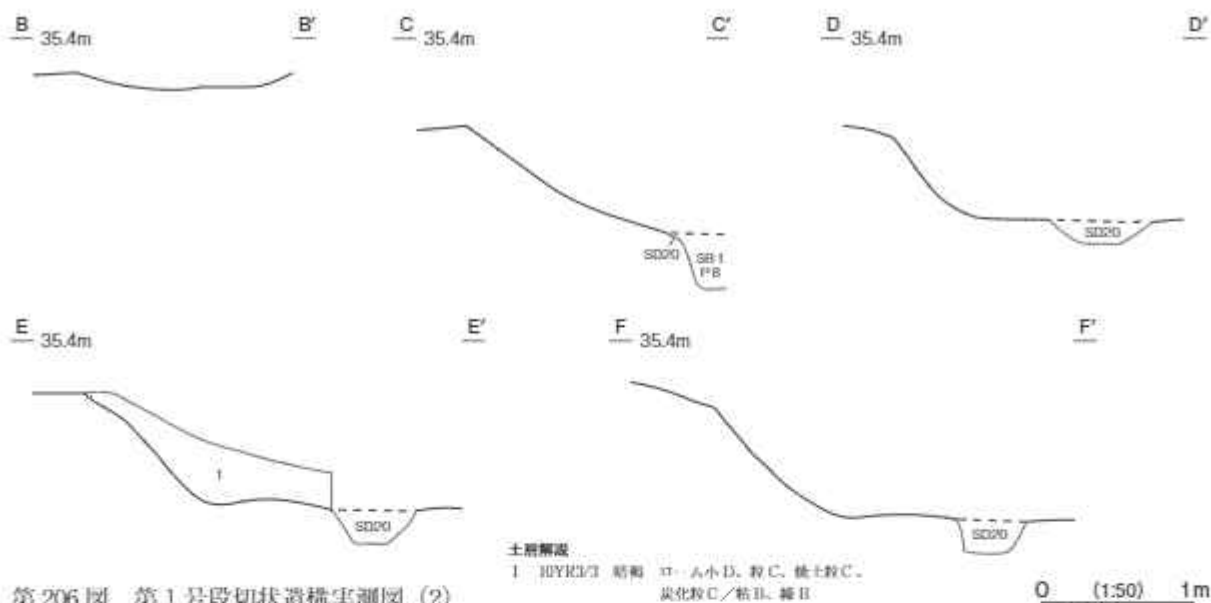 B 35.4m B′
C 35.4m C′
D 35.4m D′
SD20
SB1
P8
SD20
E 35.4m E′
F 35.4m F′
1
SD20
SD20
土層解説
1 10YR3/3 暗褐 ローム小D、粒C、焼土粒C、
炭化粒C／粘B、締B
第206図 第1号段切状遺構実測図（2）
0 (1:50) 1m